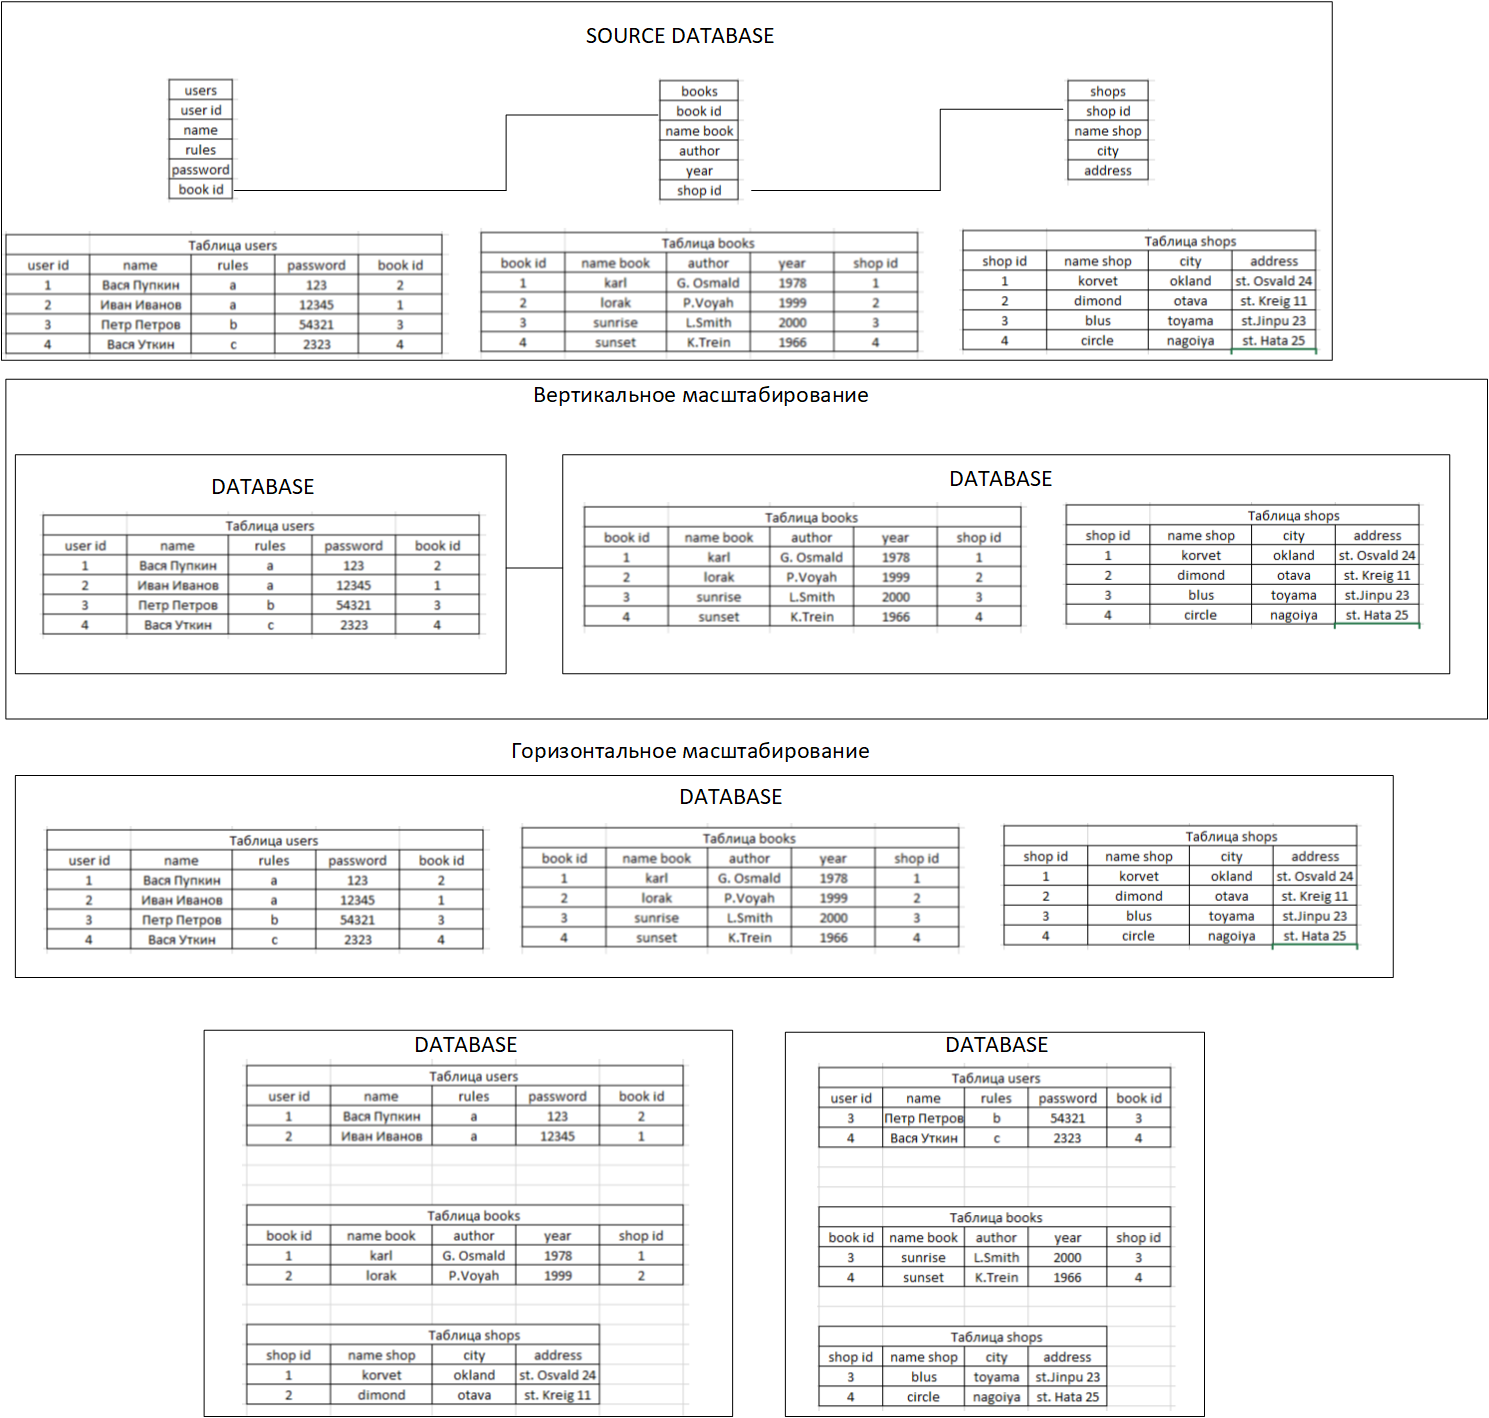 SOURCE DATABASE
users
user id
name
rules
password
book id
books
book id
name book
author
year
shop id
shops
shop id
name shop
city
address
Таблица users
user id name rules password book id
1 Вася Пупкин a 123 2
2 Иван Иванов a 12345 1
3 Петр Петров b 54321 3
4 Вася Уткин c 2323 4
Таблица books
book id name book author year shop id
1 karl G. Osmald 1978 1
2 lorak P.Voyah 1999 2
3 sunrise L.Smith 2000 3
4 sunset K.Trein 1966 4
Таблица shops
shop id name shop city address
1 korvet okland st. Osvald 24
2 dimond otava st. Kreig 11
3 blus toyama st.Jinpu 23
4 circle nagoiya st. Hata 25
Вертикальное масштабирование
DATABASE
Таблица users
user id name rules password book id
1 Вася Пупкин a 123 2
2 Иван Иванов a 12345 1
3 Петр Петров b 54321 3
4 Вася Уткин c 2323 4
DATABASE
Таблица books
book id name book author year shop id
1 karl G. Osmald 1978 1
2 lorak P.Voyah 1999 2
3 sunrise L.Smith 2000 3
4 sunset K.Trein 1966 4
Таблица shops
shop id name shop city address
1 korvet okland st. Osvald 24
2 dimond otava st. Kreig 11
3 blus toyama st.Jinpu 23
4 circle nagoiya st. Hata 25
Горизонтальное масштабирование
DATABASE
Таблица users
user id name rules password book id
1 Вася Пупкин a 123 2
2 Иван Иванов a 12345 1
3 Петр Петров b 54321 3
4 Вася Уткин c 2323 4
Таблица books
book id name book author year shop id
1 karl G. Osmald 1978 1
2 lorak P.Voyah 1999 2
3 sunrise L.Smith 2000 3
4 sunset K.Trein 1966 4
Таблица shops
shop id name shop city address
1 korvet okland st. Osvald 24
2 dimond otava st. Kreig 11
3 blus toyama st.Jinpu 23
4 circle nagoiya st. Hata 25
DATABASE
Таблица users
user id name rules password book id
1 Вася Пупкин a 123 2
2 Иван Иванов a 12345 1
Таблица books
book id name book author year shop id
1 karl G. Osmald 1978 1
2 lorak P.Voyah 1999 2
Таблица shops
shop id name shop city address
1 korvet okland st. Osvald 24
2 dimond otava st. Kreig 11
DATABASE
Таблица users
user id name rules password book id
3 Петр Петров b 54321 3
4 Вася Уткин c 2323 4
Таблица books
book id name book author year shop id
3 sunrise L.Smith 2000 3
4 sunset K.Trein 1966 4
Таблица shops
shop id name shop city address
3 blus toyama st.Jinpu 23
4 circle nagoiya st. Hata 25